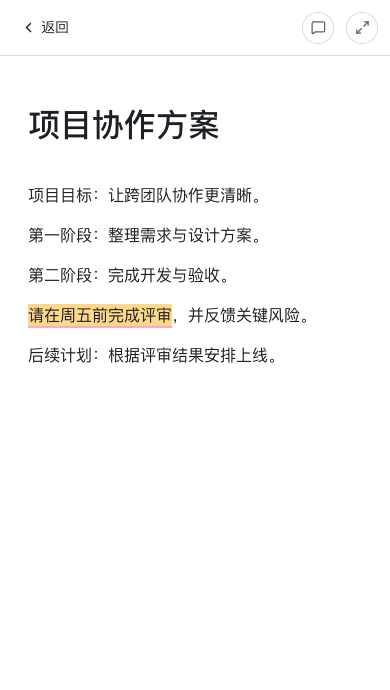 返回
项目协作方案
项目目标：让跨团队协作更清晰。
第一阶段：整理需求与设计方案。
第二阶段：完成开发与验收。
请在周五前完成评审，并反馈关键风险。
后续计划：根据评审结果安排上线。